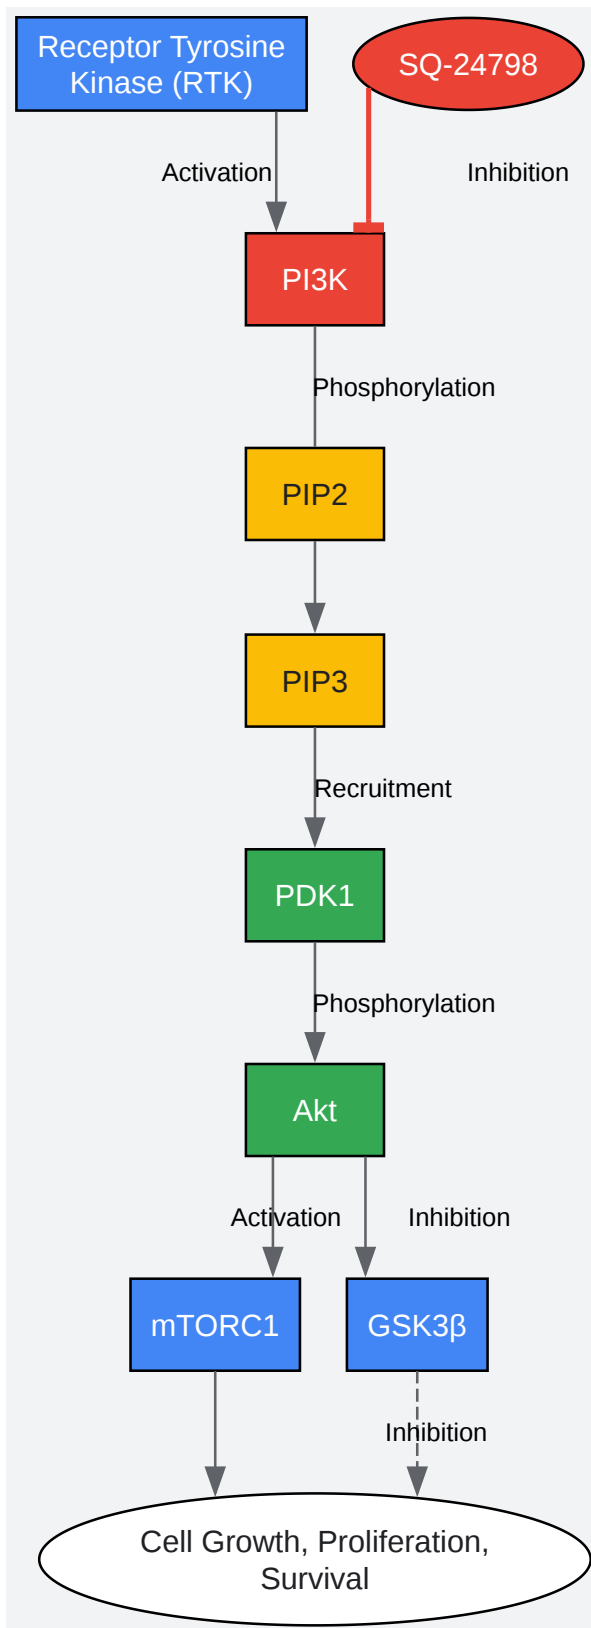 Receptor Tyrosine
Kinase (RTK)
SQ-24798
Activation
Inhibition
PI3K
Phosphorylation
PIP2
PIP3
Recruitment
PDK1
Phosphorylation
Akt
Activation
Inhibition
mTORC1
GSK3β
Inhibition
Cell Growth, Proliferation,
Survival